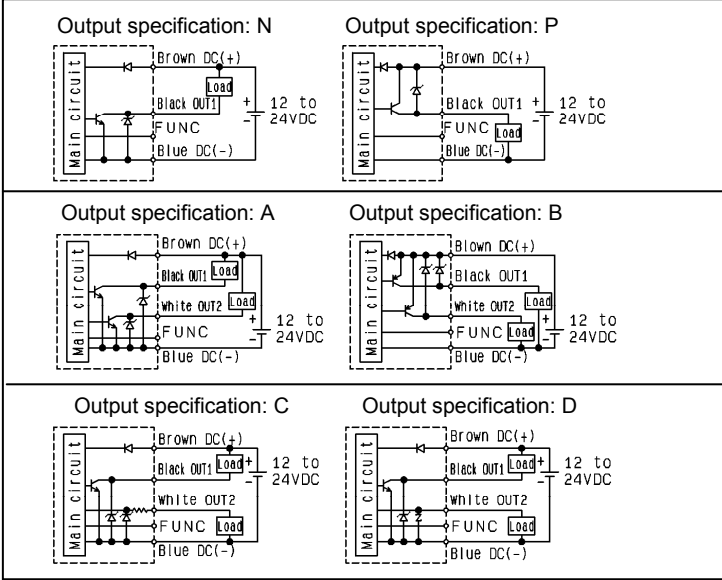 Output specification: N
Main circuit
Brown DC(+)
Load
Black OUT1
FUNC
Blue DC(-)
+
-
12 to
24VDC
Output specification: P
Main circuit
Brown DC(+)
Black OUT1
FUNC
Load
Blue DC(-)
+
-
12 to
24VDC
Output specification: A
Main circuit
Brown DC(+)
Black OUT1
Load
White OUT2
Load
FUNC
Blue DC(-)
+
-
12 to
24VDC
Output specification: B
Main circuit
Blown DC(+)
Black OUT1
Load
White OUT2
FUNC
Load
Blue DC(-)
+
-
12 to
24VDC
Output specification: C
Main circuit
Brown DC(+)
Black OUT1
Load
White OUT2
FUNC
Load
Blue DC(-)
+
-
12 to
24VDC
Output specification: D
Main circuit
Brown DC(+)
Black OUT1
Load
White OUT2
FUNC
Load
Blue DC(-)
+
-
12 to
24VDC